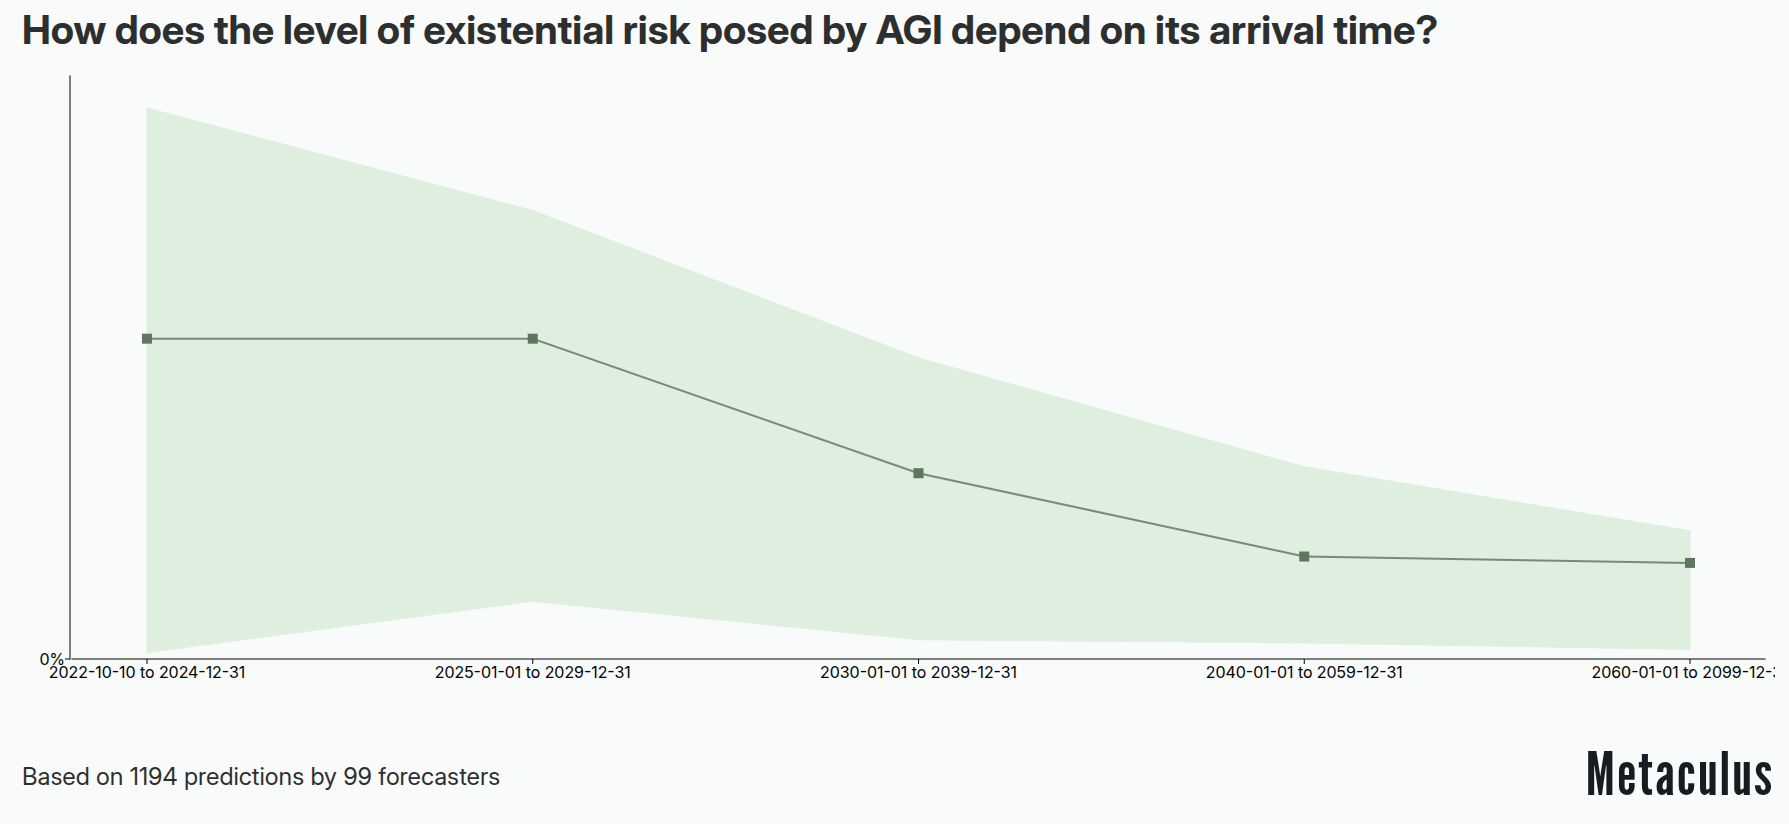 How does the level of existential risk posed by AGI depend on its arrival time?
0%
2022-10-10 to 2024-12-31 2025-01-01 to 2029-12-31 2030-01-01 to 2039-12-31 2040-01-01 to 2059-12-31 2060-01-01 to 2099-12-
Based on 1194 predictions by 99 forecasters
Metaculus